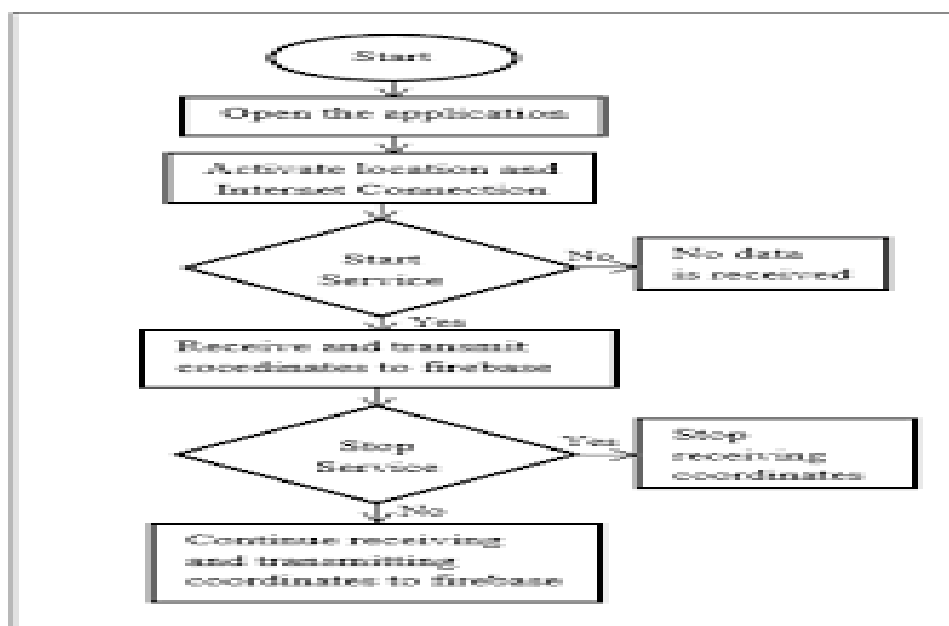 Start
Open the application
Activate location and
Internet Connection
Start
Service
No
No data
is received
Yes
Receive and transmit
coordinates to firebase
Stop
Service
Yes
Stop
receiving
coordinates
No
Continue receiving
and transmitting
coordinates to firebase